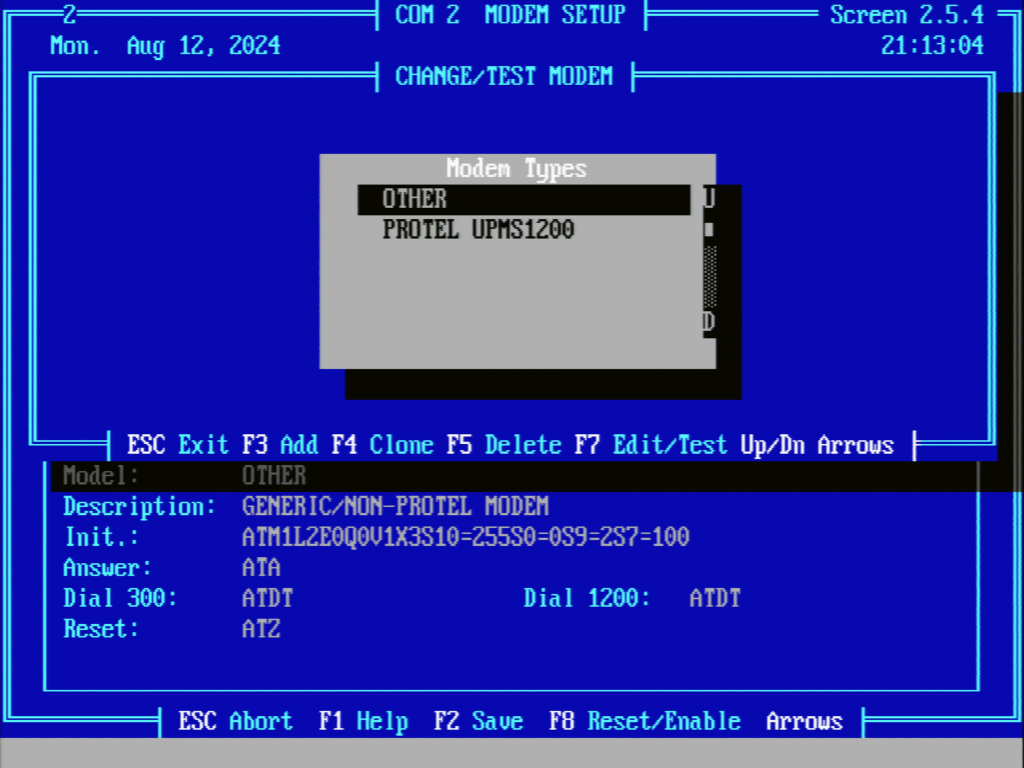 2 COM 2 MODEM SETUP Screen 2.5.4
Mon. Aug 12, 2024 21:13:04
CHANGE/TEST MODEM
Modem Types
OTHER U
PROTEL UPMS1200
D
ESC Exit F3 Add F4 Clone F5 Delete F7 Edit/Test Up/Dn Arrows
Model: OTHER
Description: GENERIC/NON-PROTEL MODEM
Init.: ATM1L2E0Q0V1X3S10=255S0=0S9=2S7=100
Answer: ATA
Dial 300: ATDT Dial 1200: ATDT
Reset: ATZ
ESC Abort F1 Help F2 Save F8 Reset/Enable Arrows